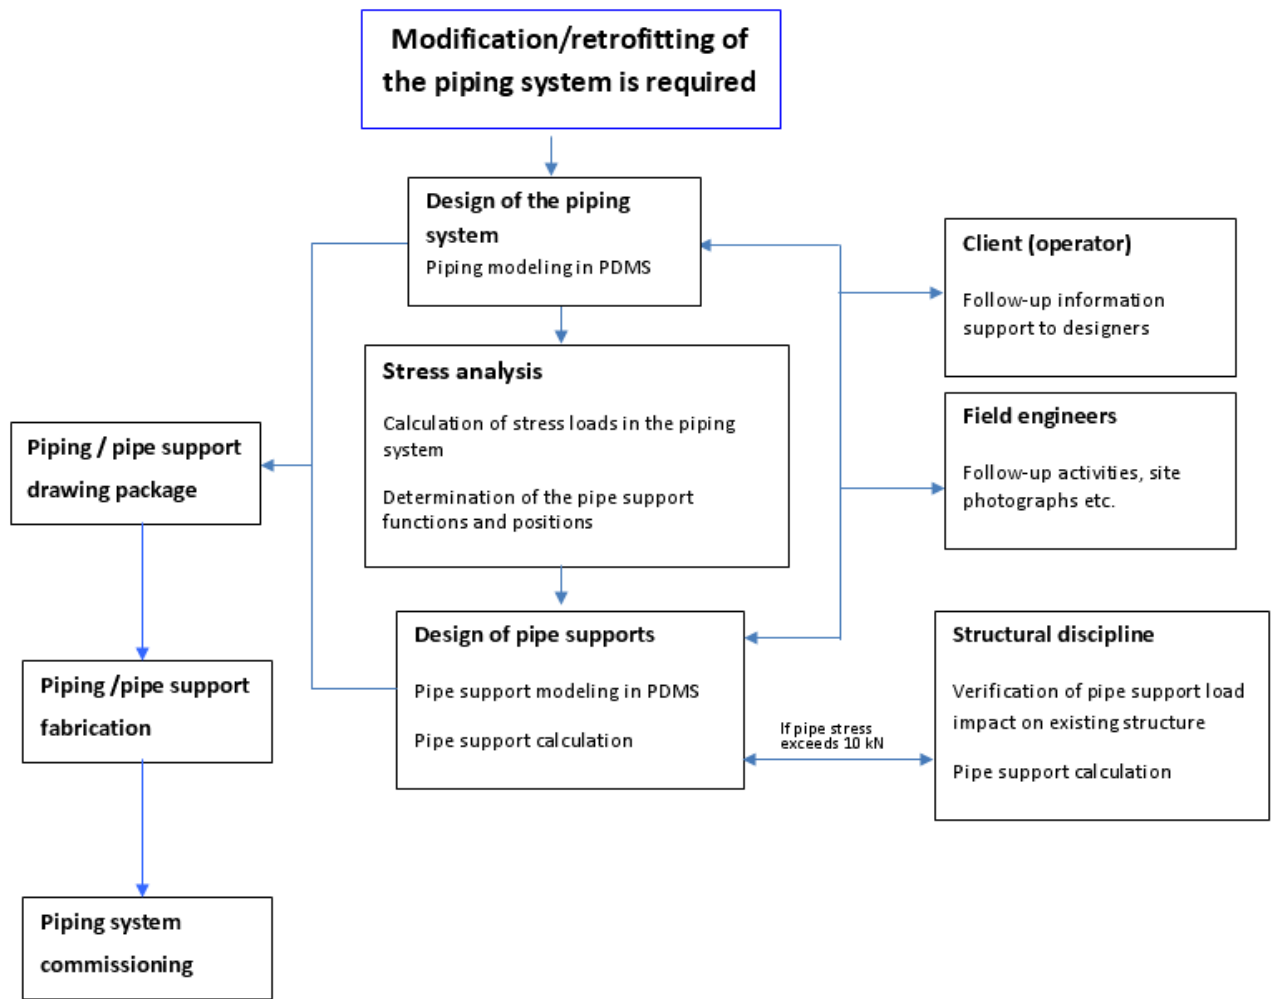 Modification/retrofitting of
the piping system is required
Design of the piping
system
Piping modeling in PDMS
Client (operator)
Follow-up information
support to designers
Stress analysis
Calculation of stress loads in the piping
system
Determination of the pipe support
functions and positions
Field engineers
Follow-up activities, site
photographs etc.
Piping / pipe support
drawing package
Design of pipe supports
Pipe support modeling in PDMS
Pipe support calculation
If pipe stress
exceeds 10 kN
Structural discipline
Verification of pipe support load
impact on existing structure
Pipe support calculation
Piping /pipe support
fabrication
Piping system
commissioning